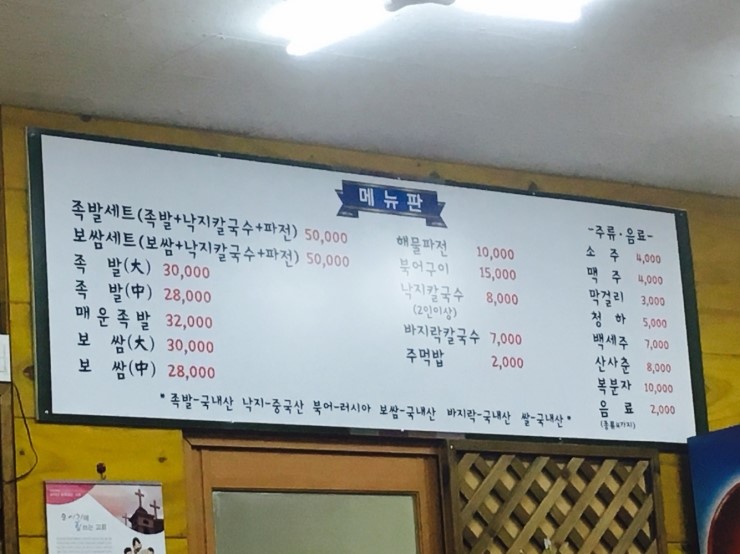 메뉴판
족발세트(족발+낙지칼국수+파전) 50,000
보쌈세트(보쌈+낙지칼국수+파전) 50,000
족 발(大) 30,000
족 발(中) 28,000
매운족발 32,000
보 쌈(大) 30,000
보 쌈(中) 28,000
해물파전 10,000
북어구이 15,000
낙지칼국수 8,000
(2인이상)
바지락칼국수 7,000
주먹밥 2,000
-주류·음료-
소 주 4,000
맥 주 4,000
막걸리 3,000
청 하 5,000
백세주 7,000
산사춘 8,000
복분자 10,000
음 료 2,000
" 족발-국내산 낙지-중국산 북어-러시아 보쌈-국내산 바지락-국내산 쌀-국내산 "